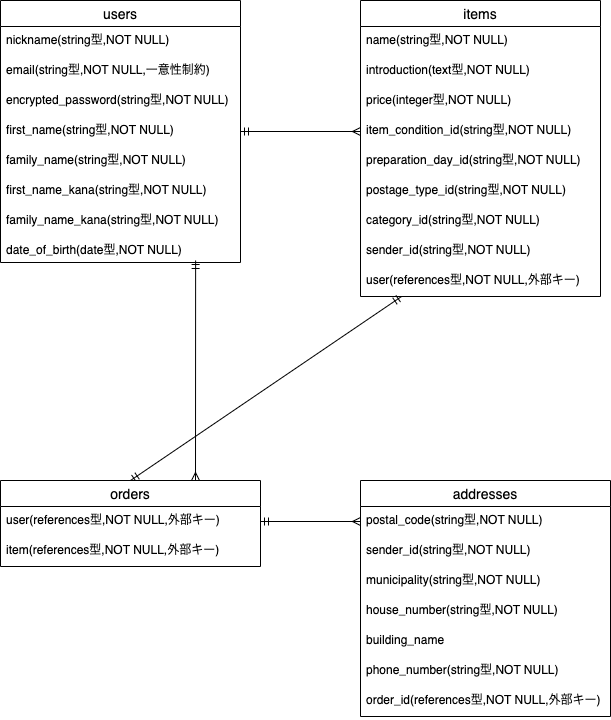 users
nickname(string型,NOT NULL)
email(string型,NOT NULL,一意性制約)
encrypted_password(string型,NOT NULL)
first_name(string型,NOT NULL)
family_name(string型,NOT NULL)
first_name_kana(string型,NOT NULL)
family_name_kana(string型,NOT NULL)
date_of_birth(date型,NOT NULL)
items
name(string型,NOT NULL)
introduction(text型,NOT NULL)
price(integer型,NOT NULL)
item_condition_id(string型,NOT NULL)
preparation_day_id(string型,NOT NULL)
postage_type_id(string型,NOT NULL)
category_id(string型,NOT NULL)
sender_id(string型,NOT NULL)
user(references型,NOT NULL,外部キー)
orders
user(references型,NOT NULL,外部キー)
item(references型,NOT NULL,外部キー)
addresses
postal_code(string型,NOT NULL)
sender_id(string型,NOT NULL)
municipality(string型,NOT NULL)
house_number(string型,NOT NULL)
building_name
phone_number(string型,NOT NULL)
order_id(references型,NOT NULL,外部キー)